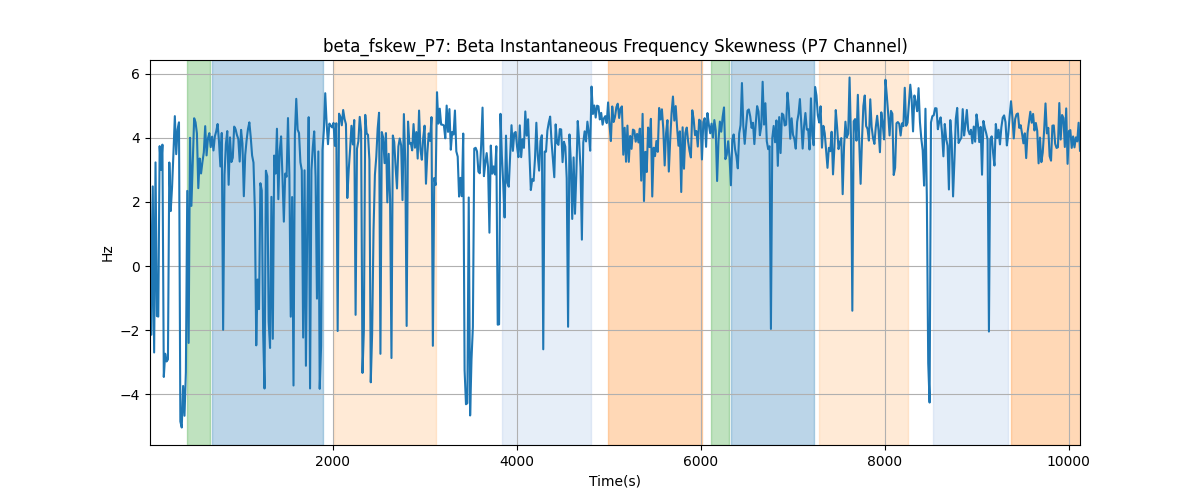 beta_fskew_P7: Beta Instantaneous Frequency Skewness (P7 Channel)
6
4
2
0
−2
−4
Hz
2000 4000 6000 8000 10000
Time(s)